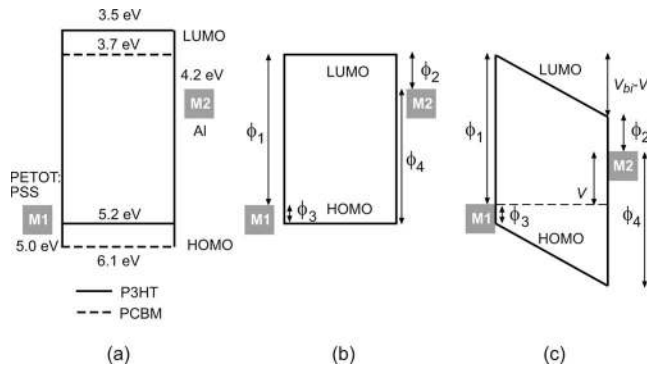 3.5 eV
LUMO
3.7 eV
4.2 eV
M2
Al
PETOT:
PSS
M1
5.2 eV
5.0 eV
HOMO
6.1 eV
P3HT
PCBM
(a)
LUMO
ϕ2
M2
ϕ1
ϕ4
ϕ3
HOMO
M1
(b)
LUMO
Vbi-V
ϕ1
ϕ2
M2
V
M1
ϕ3
HOMO
ϕ4
(c)